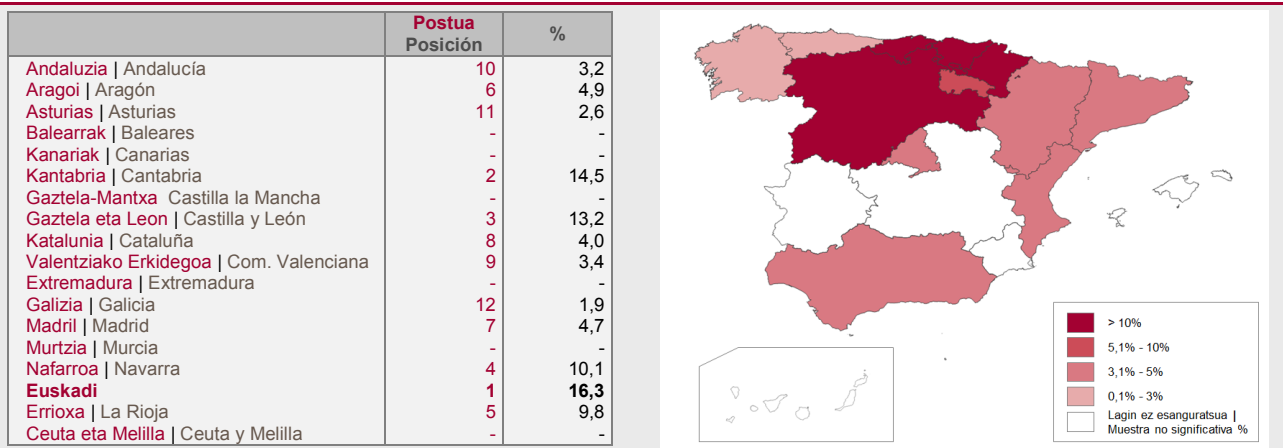 Postua
Posición
%
Andaluzia | Andalucía 10 3,2
Aragoi | Aragón 6 4,9
Asturias | Asturias 11 2,6
Balearrak | Baleares - -
Kanariak | Canarias - -
Kantabria | Cantabria 2 14,5
Gaztela-Mantxa Castilla la Mancha - -
Gaztela eta Leon | Castilla y León 3 13,2
Katalunia | Cataluña 8 4,0
Valentziako Erkidegoa | Com. Valenciana 9 3,4
Extremadura | Extremadura - -
Galizia | Galicia 12 1,9
Madril | Madrid 7 4,7
Murtzia | Murcia - -
Nafarroa | Navarra 4 10,1
Euskadi 1 16,3
Errioxa | La Rioja 5 9,8
Ceuta eta Melilla | Ceuta y Melilla - -
> 10%
5,1% - 10%
3,1% - 5%
0,1% - 3%
Lagin ez esanguratsua |
Muestra no significativa %